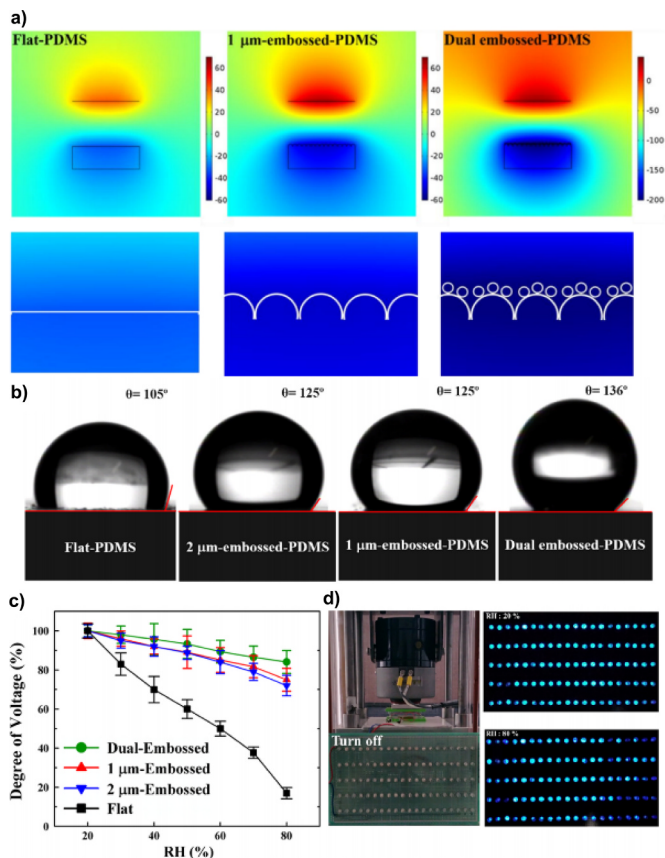 a)
Flat-PDMS
1 μm-embossed-PDMS
Dual embossed-PDMS
60
40
20
0
-20
-40
-60
60
40
20
0
-20
-40
-60
0
-50
-100
-150
-200
b)
θ= 105°
θ= 125°
θ= 125°
θ= 136°
Flat-PDMS
2 μm-embossed-PDMS
1 μm-embossed-PDMS
Dual embossed-PDMS
c)
Degree of Voltage (%)
100
80
60
40
20
0
Dual-Embossed
1 μm-Embossed
2 μm-Embossed
Flat
20
40
60
80
RH (%)
d)
Turn off
RH : 20 %
RH : 80 %